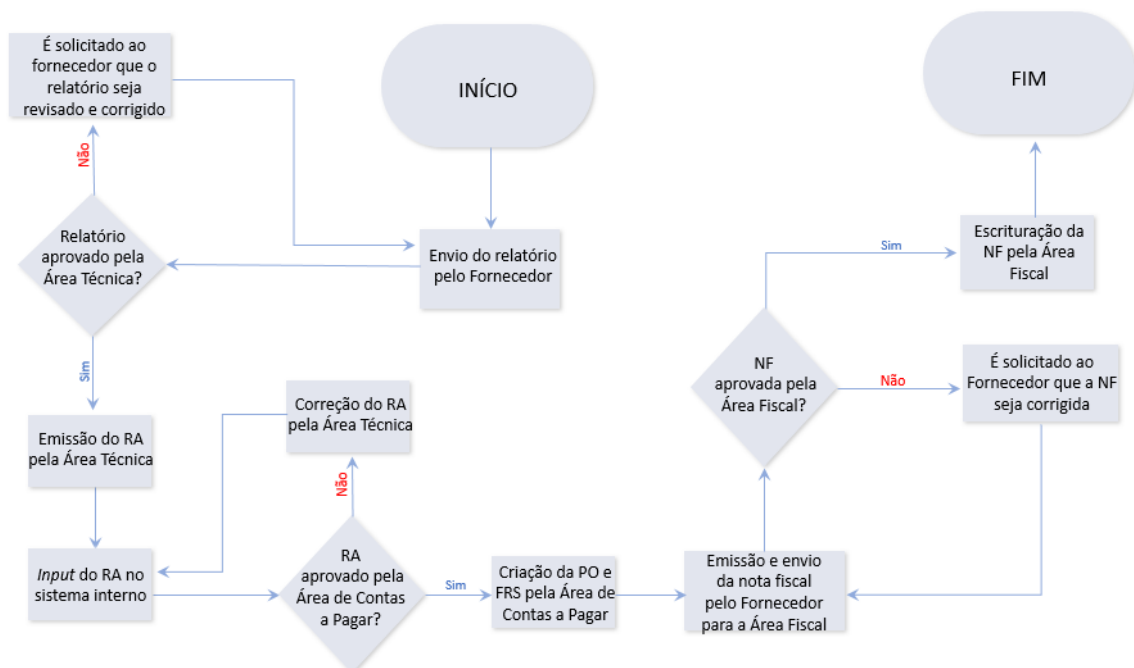 INÍCIO
Envio do relatório
pelo Fornecedor
Relatório
aprovado pela
Área Técnica?
Não
É solicitado ao
fornecedor que o
relatório seja
revisado e corrigido
Sim
Emissão do RA
pela Área Técnica
Input do RA no
sistema interno
RA
aprovado pela
Área de Contas
a Pagar?
Não
Correção do RA
pela Área Técnica
Sim
Criação da PO e
FRS pela Área de
Contas a Pagar
Emissão e envio
da nota fiscal
pelo Fornecedor
para a Área Fiscal
NF
aprovada pela
Área Fiscal?
Não
É solicitado ao
Fornecedor que a NF
seja corrigida
Sim
Escrituração da
NF pela Área
Fiscal
FIM